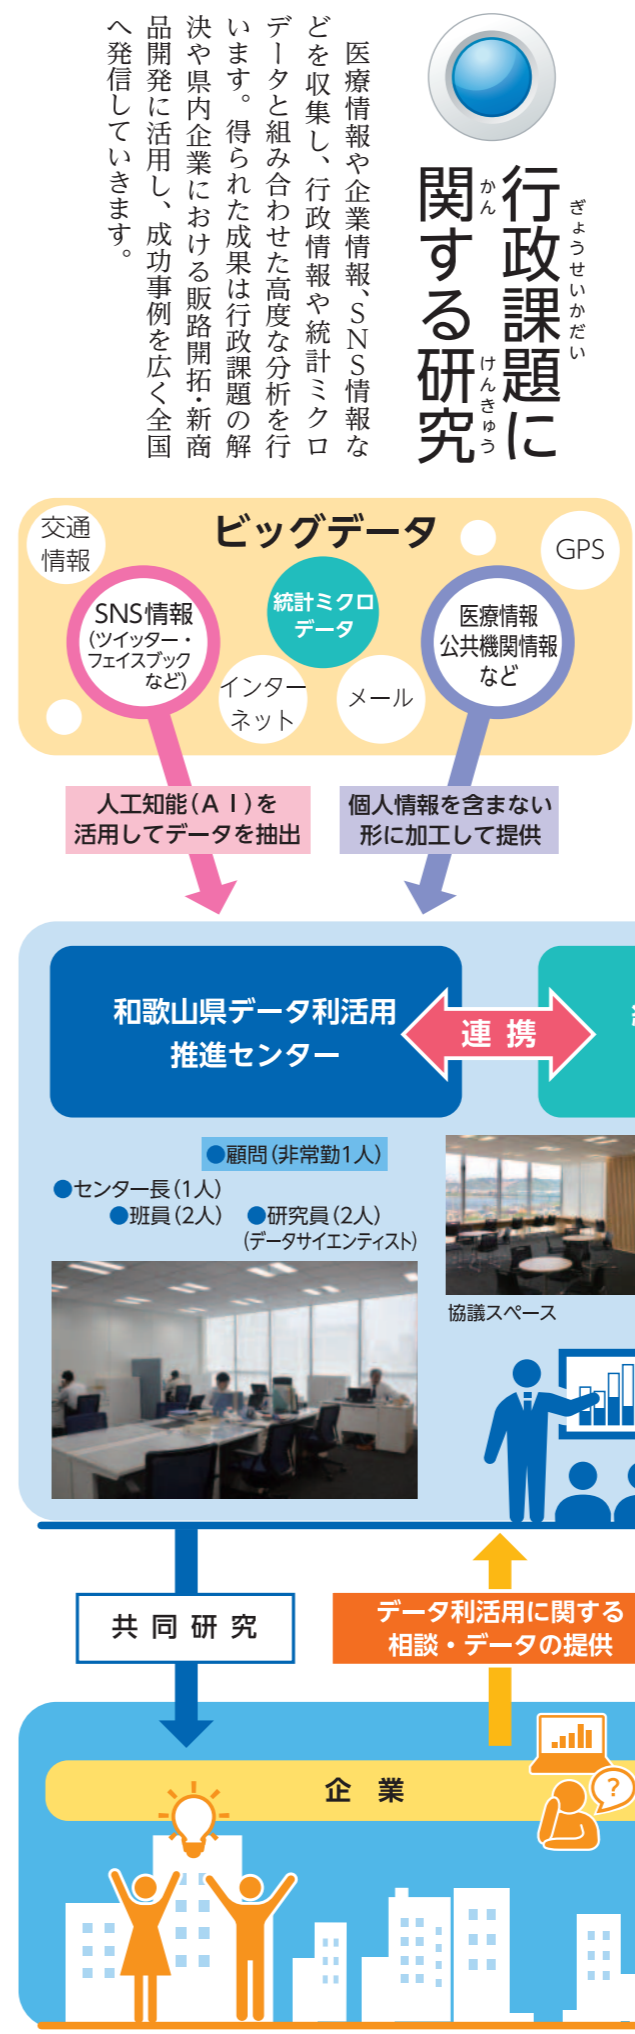 行政課題に
ぎょうせいかだい
関する研究
かん
けんきゅう
医療情報や企業情報、SNS情報な
どを収集し、行政情報や統計ミクロ
データと組み合わせた高度な分析を行
います。得られた成果は行政課題の解
決や県内企業における販路開拓・新商
品開発に活用し、成功事例を広く全国
へ発信していきます。
ビッグデータ
交通
情報
GPS
SNS情報
(ツイッター・
フェイスブック
など)
統計ミクロ
データ
医療情報
公共機関情報
など
インター
ネット
メール
人工知能(AI)を
活用してデータを抽出
個人情報を含まない
形に加工して提供
和歌山県データ利活用
推進センター
連携
●顧問(非常勤1人)
●センター長(1人)
●班員(2人)
●研究員(2人)
(データサイエンティスト)
協議スペース
共同研究
データ利活用に関する
相談・データの提供
企業
?